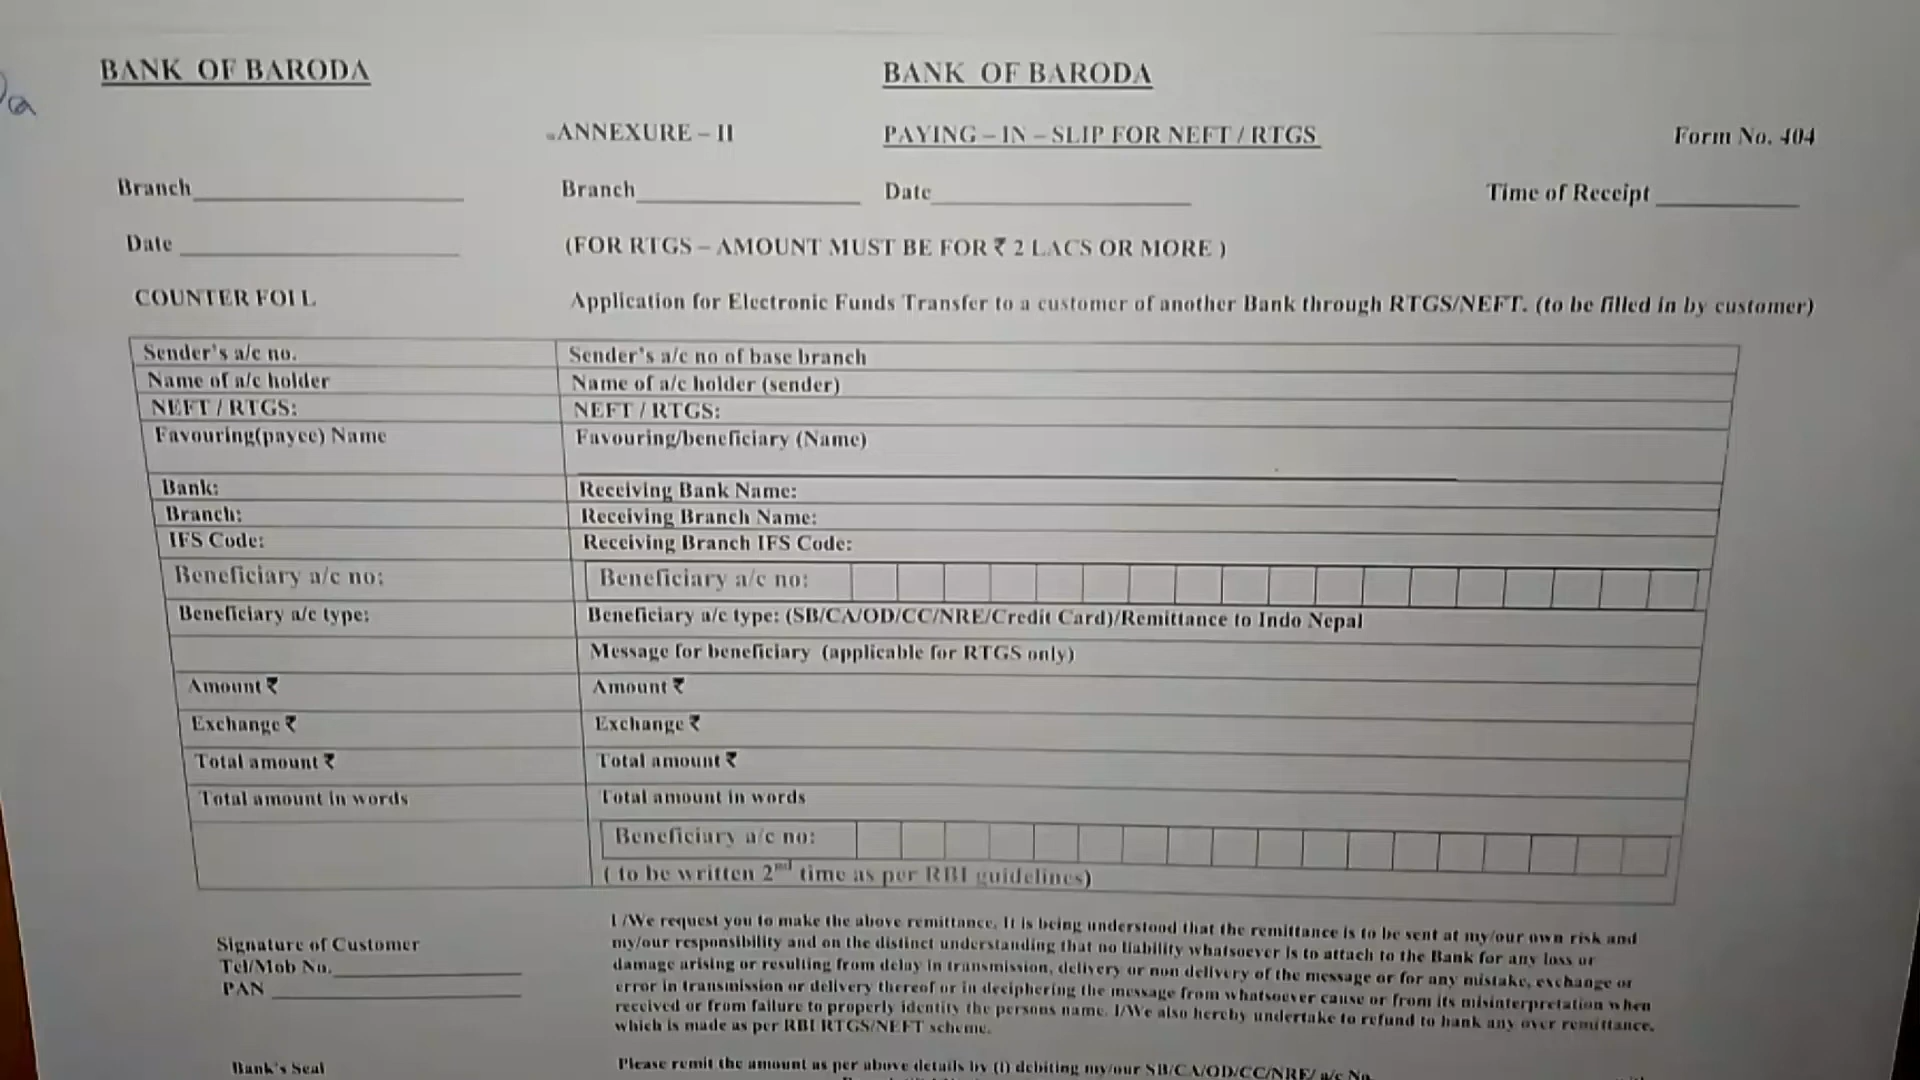 BANK OF BARODA
BANK OF BARODA
ANNEXURE – II
PAYING – IN – SLIP FOR NEFT / RTGS
Form No. 404
Branch
Branch
Date
Time of Receipt
Date
(FOR RTGS – AMOUNT MUST BE FOR ₹ 2 LACS OR MORE )
COUNTER FOIL
Application for Electronic Funds Transfer to a customer of another Bank through RTGS/NEFT. (to be filled in by customer)
Sender's a/c no.
Sender's a/c no of base branch
Name of a/c holder
Name of a/c holder (sender)
NEFT / RTGS:
NEFT / RTGS:
Favouring(payee) Name
Favouring/beneficiary (Name)
Bank:
Receiving Bank Name:
Branch:
Receiving Branch Name:
IFS Code:
Receiving Branch IFS Code:
Beneficiary a/c no:
Beneficiary a/c no:
Beneficiary a/c type:
Beneficiary a/c type: (SB/CA/OD/CC/NRE/Credit Card)/Remittance to Indo Nepal
Message for beneficiary (applicable for RTGS only)
Amount ₹
Amount ₹
Exchange ₹
Exchange ₹
Total amount ₹
Total amount ₹
Total amount in words
Total amount in words
Beneficiary a/c no:
( to be written 2nd time as per RBI guidelines)
I /We request you to make the above remittance. It is being understood that the remittance is to be sent at my/our own risk and
my/our responsibility and on the distinct understanding that no liability whatsoever is to attach to the Bank for any loss or
damage arising or resulting from delay in transmission, delivery or non delivery of the message or for any mistake, exchange or
error in transmission or delivery thereof or in deciphering the message from whatsoever cause or from its misinterpretation when
received or from failure to properly identity the persons name. I/We also hereby undertake to refund to bank any over remittance.
which is made as per RBI RTGS/NEFT scheme.
Signature of Customer
Tel/Mob No.
PAN
Bank's Seal
Please remit the amount as per above details by (1) debiting my/our SB/CA/OD/CC/NRE/ a/c No